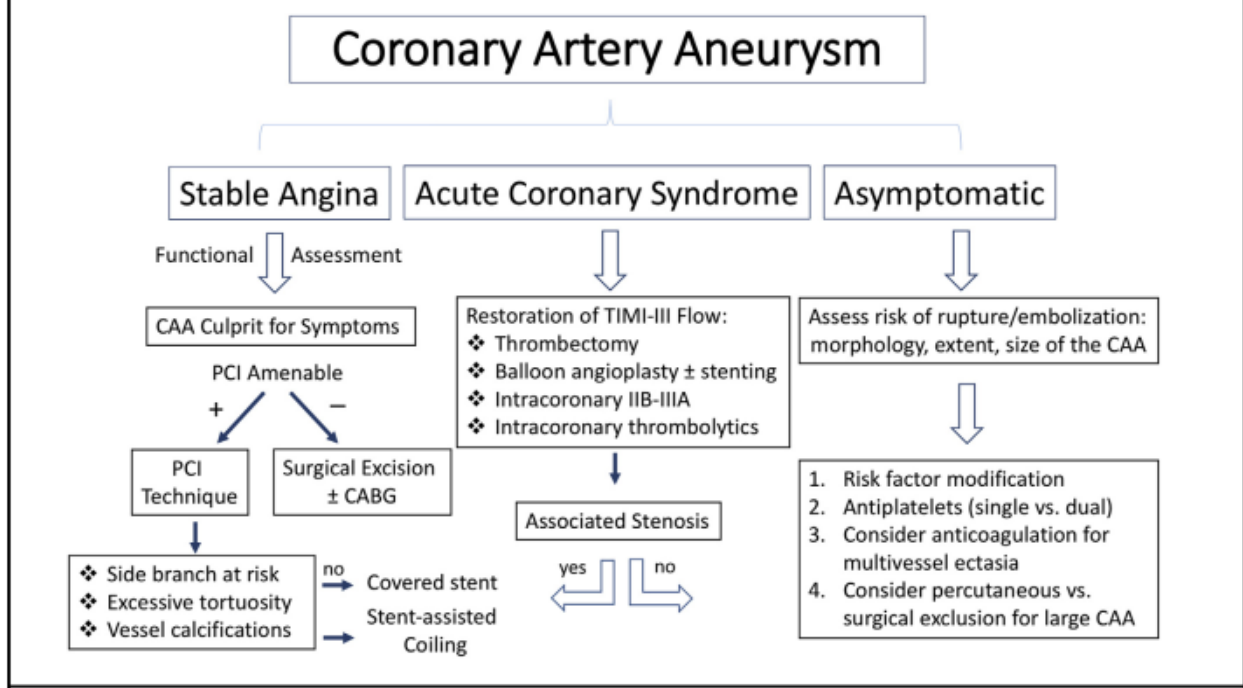 Coronary Artery Aneurysm
Stable Angina
Acute Coronary Syndrome
Asymptomatic
Functional Assessment
CAA Culprit for Symptoms
PCI Amenable
+
–
PCI
Technique
Surgical Excision
± CABG
❖ Side branch at risk
❖ Excessive tortuosity
❖ Vessel calcifications
no
Covered stent
Stent-assisted
Coiling
Restoration of TIMI-III Flow:
❖ Thrombectomy
❖ Balloon angioplasty ± stenting
❖ Intracoronary IIB-IIIA
❖ Intracoronary thrombolytics
Associated Stenosis
yes
no
Assess risk of rupture/embolization:
morphology, extent, size of the CAA
1. Risk factor modification
2. Antiplatelets (single vs. dual)
3. Consider anticoagulation for
multivessel ectasia
4. Consider percutaneous vs.
surgical exclusion for large CAA